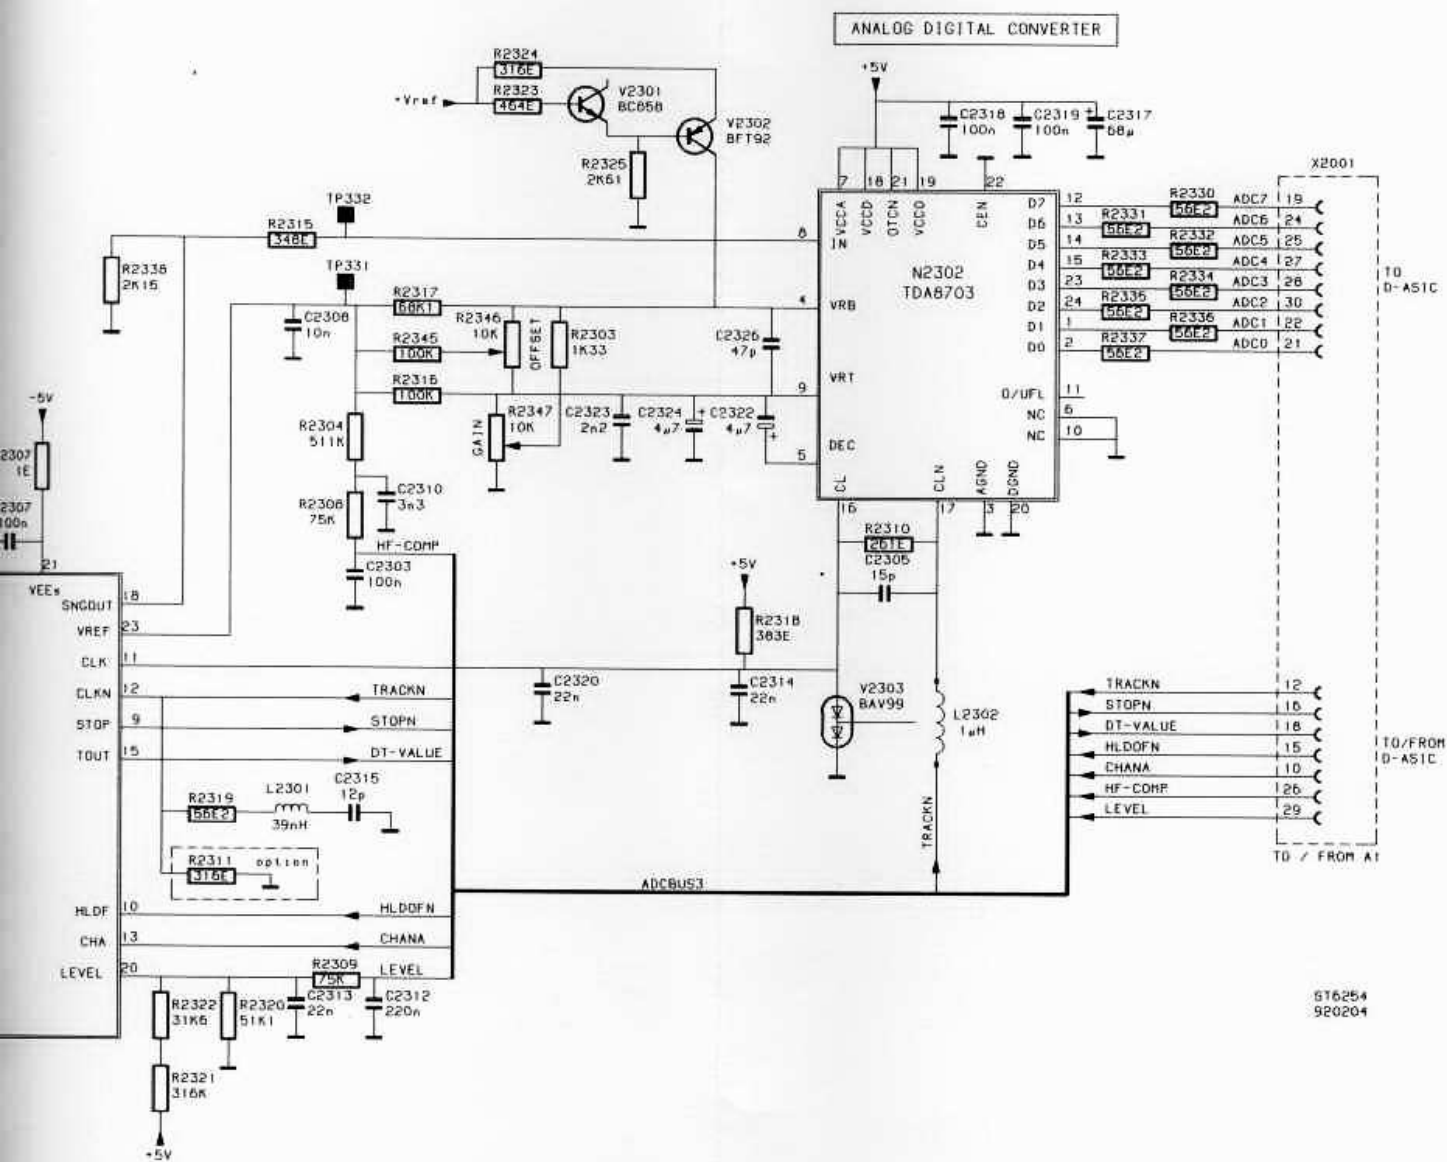 ANALOG DIGITAL CONVERTER
+5V
R2324
316E
+Vref
R2323
464E
V2301
BC858
V2302
BFT92
R2325
2K61
C2318
100n
C2319
100n
+
C2317
68µ
X2001
TP332
R2315
348E
R2338
2K15
TP331
C2308
10n
R2317
68K1
R2345
100K
R2316
100K
R2346
10K
OFFSET
R2303
1K33
C2326
47p
R2347
10K
GAIN
C2323
2n2
C2324
4µ7
+
C2322
4µ7
+
7
18
21
19
22
VCCA
VCCD
OTCN
VCCO
CEN
8
IN
4
VRB
9
VRT
5
DEC
N2302
TDA8703
D7 12 R2330 56E2 ADC7 19
D6 13 R2331 56E2 ADC6 24
D5 14 R2332 56E2 ADC5 25
D4 15 R2333 56E2 ADC4 27
D3 23 R2334 56E2 ADC3 28
D2 24 R2335 56E2 ADC2 30
D1 1 R2336 56E2 ADC1 22
D0 2 R2337 56E2 ADC0 21
TO
D-ASIC
O/UFL 11
NC 6
NC 10
CL
CLN
AGND
DGND
16
17
3
20
-5V
2307
1E
2307
100n
21
R2304
511K
R2306
75K
C2310
3n3
HF-COMP
C2303
100n
R2310
261E
C2305
15p
+5V
R2318
383E
C2320
22n
C2314
22n
V2303
BAV99
L2302
1µH
TRACKN
VEEs
SNGOUT 18
VREF 23
CLK 11
CLKN 12 TRACKN
STOP 9 STOPN
TOUT 15 DT-VALUE
R2319
56E2
L2301
39nH
C2315
12p
R2311
316E
option
ADCBUS3
HLDF 10 HLDOFN
CHA 13 CHANA
LEVEL 20 LEVEL
R2309
75K
R2322
31K6
R2320
51K1
C2313
22n
C2312
220n
R2321
316K
+5V
TRACKN 12
STOPN 16
DT-VALUE 18
HLDOFN 15
CHANA 10
HF-COMP 26
LEVEL 29
TO/FROM
D-ASIC
TO / FROM A1
ST6254
920204